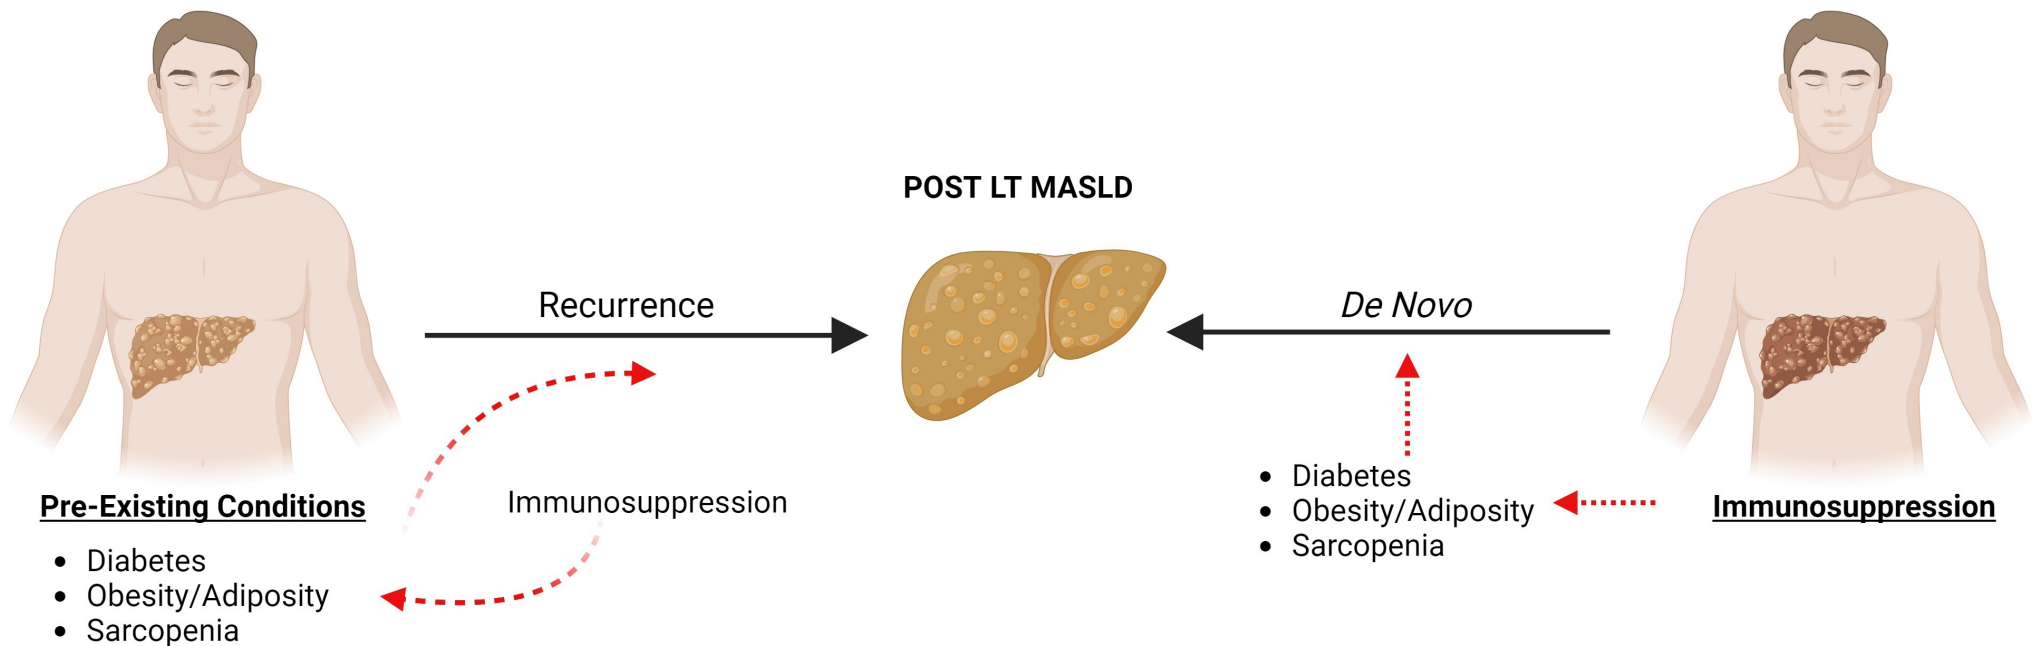 POST LT MASLD
Recurrence
De Novo
Pre-Existing Conditions
• Diabetes
• Obesity/Adiposity
• Sarcopenia
Immunosuppression
• Diabetes
• Obesity/Adiposity
• Sarcopenia
Immunosuppression